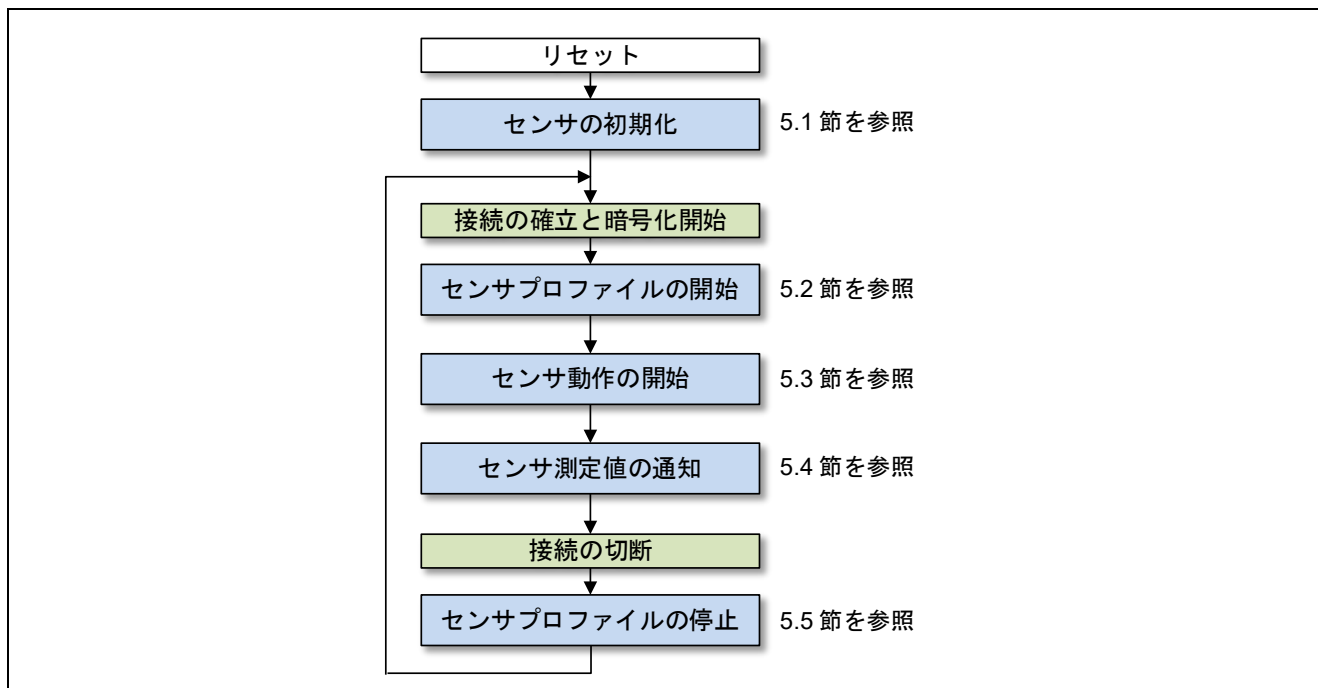 リセット
センサの初期化
5.1 節を参照
接続の確立と暗号化開始
センサプロファイルの開始
5.2 節を参照
センサ動作の開始
5.3 節を参照
センサ測定値の通知
5.4 節を参照
接続の切断
センサプロファイルの停止
5.5 節を参照